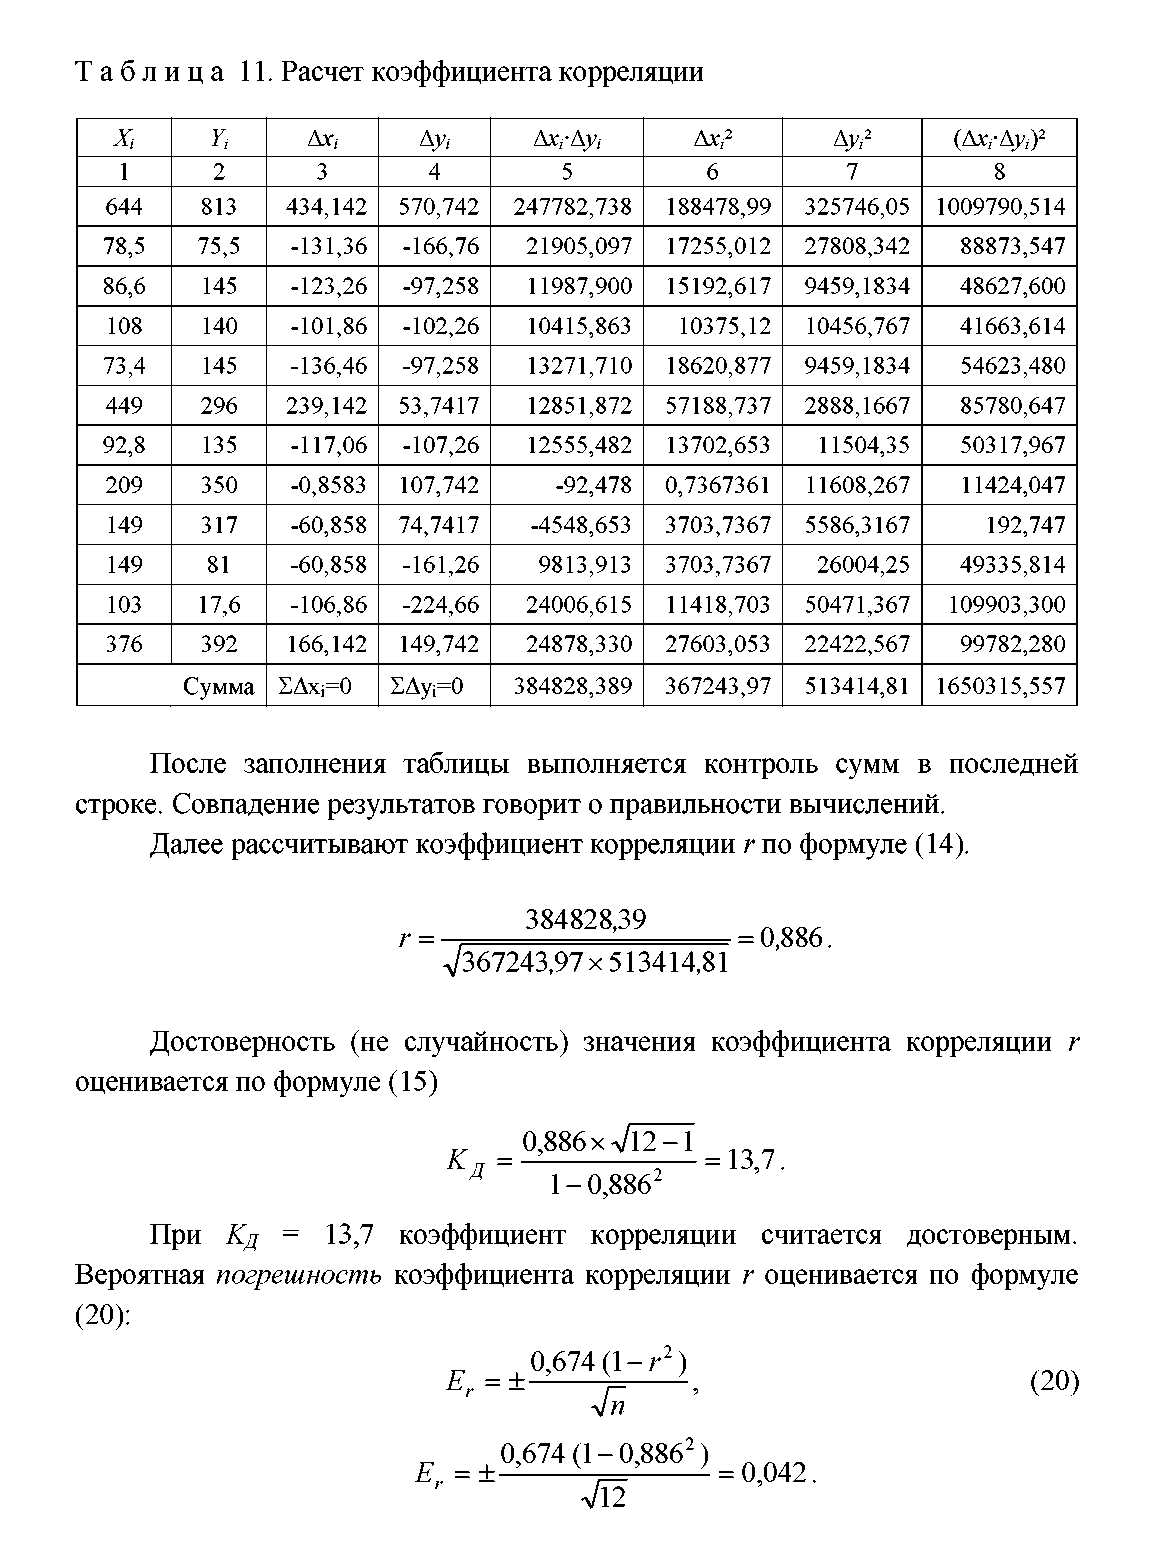 Т а б л и ц а 11. Расчет коэффициента корреляции
Xi Yi Δxi Δyi Δxi·Δyi Δxi² Δyi² (Δxi·Δyi)²
1 2 3 4 5 6 7 8
644 813 434,142 570,742 247782,738 188478,99 325746,05 1009790,514
78,5 75,5 -131,36 -166,76 21905,097 17255,012 27808,342 88873,547
86,6 145 -123,26 -97,258 11987,900 15192,617 9459,1834 48627,600
108 140 -101,86 -102,26 10415,863 10375,12 10456,767 41663,614
73,4 145 -136,46 -97,258 13271,710 18620,877 9459,1834 54623,480
449 296 239,142 53,7417 12851,872 57188,737 2888,1667 85780,647
92,8 135 -117,06 -107,26 12555,482 13702,653 11504,35 50317,967
209 350 -0,8583 107,742 -92,478 0,7367361 11608,267 11424,047
149 317 -60,858 74,7417 -4548,653 3703,7367 5586,3167 192,747
149 81 -60,858 -161,26 9813,913 3703,7367 26004,25 49335,814
103 17,6 -106,86 -224,66 24006,615 11418,703 50471,367 109903,300
376 392 166,142 149,742 24878,330 27603,053 22422,567 99782,280
Сумма ΣΔxi=0 ΣΔyi=0 384828,389 367243,97 513414,81 1650315,557
После заполнения таблицы выполняется контроль сумм в последней
строке. Совпадение результатов говорит о правильности вычислений.
Далее рассчитывают коэффициент корреляции r по формуле (14).
r = 384828,39 / √367243,97 × 513414,81 = 0,886.
Достоверность (не случайность) значения коэффициента корреляции r
оценивается по формуле (15)
K Д = 0,886 × √12 − 1 / 1 − 0,886² = 13,7.
При KД = 13,7 коэффициент корреляции считается достоверным.
Вероятная погрешность коэффициента корреляции r оценивается по формуле
(20):
Er = ± 0,674 (1 − r²) / √n, (20)
Er = ± 0,674 (1 − 0,886²) / √12 = 0,042.